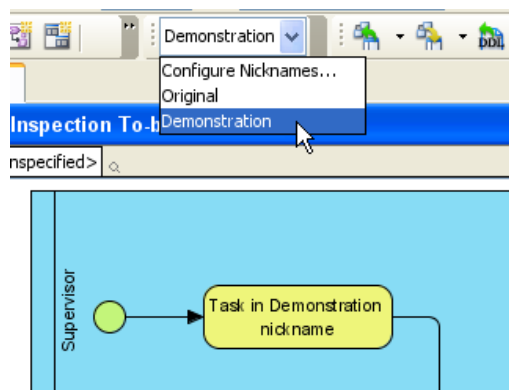 Demonstration
DDL
Configure Nicknames...
Original
Demonstration
Inspection To-b
nspecified>
Supervisor
Task in Demonstration
nickname